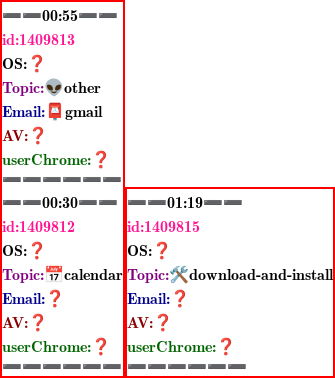 ➖➖00:55➖➖
id:1409813
OS:❓
Topic:👽other
Email:📮gmail
AV:❓
userChrome:❓
➖➖➖➖➖➖
➖➖00:30➖➖
id:1409812
OS:❓
Topic:📅calendar
Email:❓
AV:❓
userChrome:❓
➖➖➖➖➖➖
➖➖01:19➖➖
id:1409815
OS:❓
Topic:🛠️download-and-install
Email:❓
AV:❓
userChrome:❓
➖➖➖➖➖➖